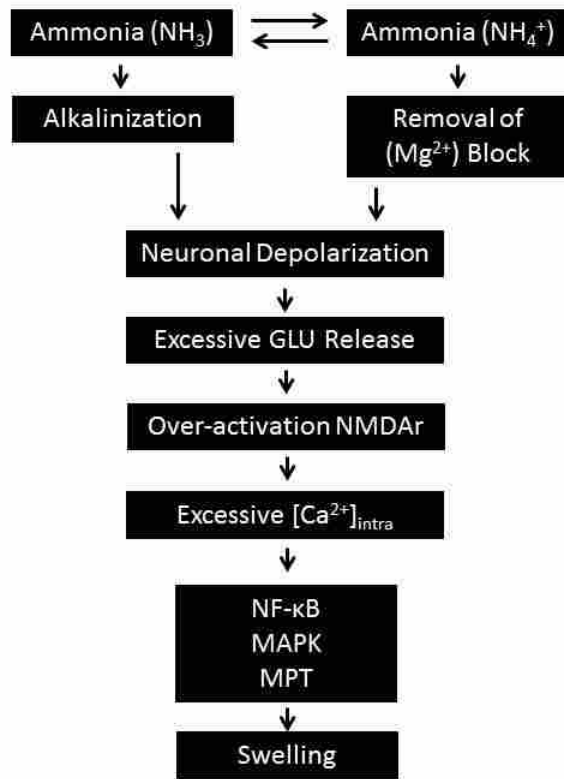 Ammonia (NH₃)
Ammonia (NH₄⁺)
Alkalinization
Removal of
(Mg²⁺) Block
Neuronal Depolarization
Excessive GLU Release
Over-activation NMDAr
Excessive [Ca²⁺]intra
NF-κB
MAPK
MPT
Swelling